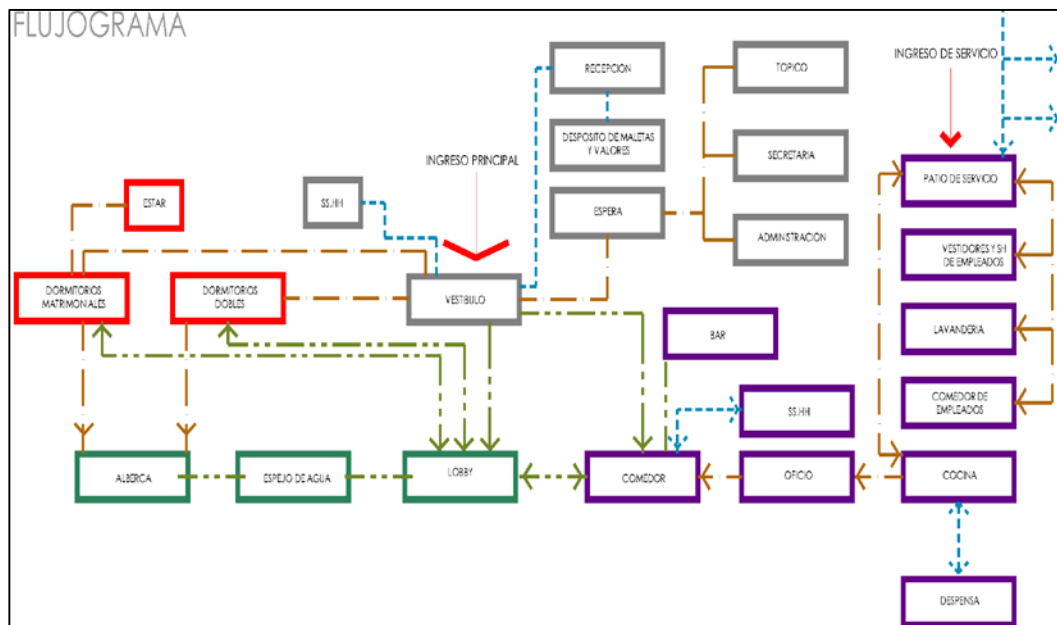 FLUJOGRAMA
RECEPCION
TOPICO
INGRESO DE SERVICIO
DESPOSITO DE MALETAS
Y VALORES
SECRETARIA
INGRESO PRINCIPAL
PATIO DE SERVICIO
ESTAR
SS.HH
ESPERA
ADMINISTRACION
VESTIDORES Y SH
DE EMPLEADOS
DORMITORIOS
MATRIMONIALES
DORMITORIOS
DOBLES
VESTIBULO
BAR
LAVANDERIA
COMEDOR DE
EMPLEADOS
SS.HH
ALBERCA
ESPEJO DE AGUA
LOBBY
COMEDOR
OFICIO
COCINA
DESPENSA